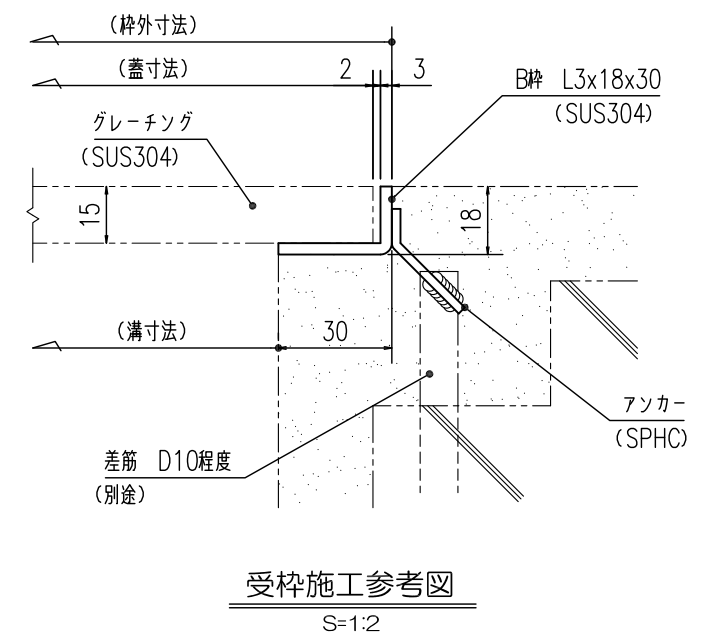 (枠外寸法)
(蓋寸法)
2
3
B枠 L3x18x30
(SUS304)
グレーチング
(SUS304)
15
18
(溝寸法)
30
アンカー
(SPHC)
差筋 D10程度
(別途)
受枠施工参考図
S=1:2